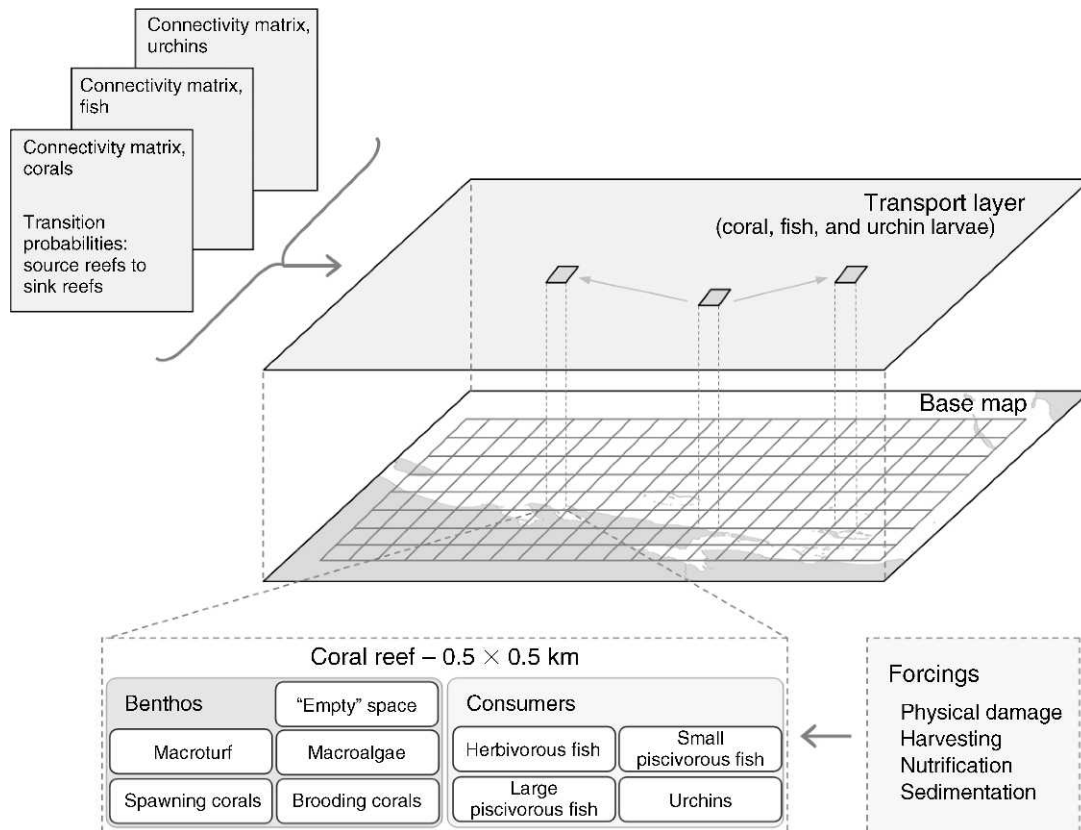 Connectivity matrix,
urchins
Connectivity matrix,
fish
Connectivity matrix,
corals
Transition
probabilities:
source reefs to
sink reefs
Transport layer
(coral, fish, and urchin larvae)
Base map
Coral reef – 0.5 × 0.5 km
Benthos
“Empty” space
Macroturf
Macroalgae
Spawning corals
Brooding corals
Consumers
Herbivorous fish
Small
piscivorous fish
Large
piscivorous fish
Urchins
Forcings
Physical damage
Harvesting
Nutrification
Sedimentation